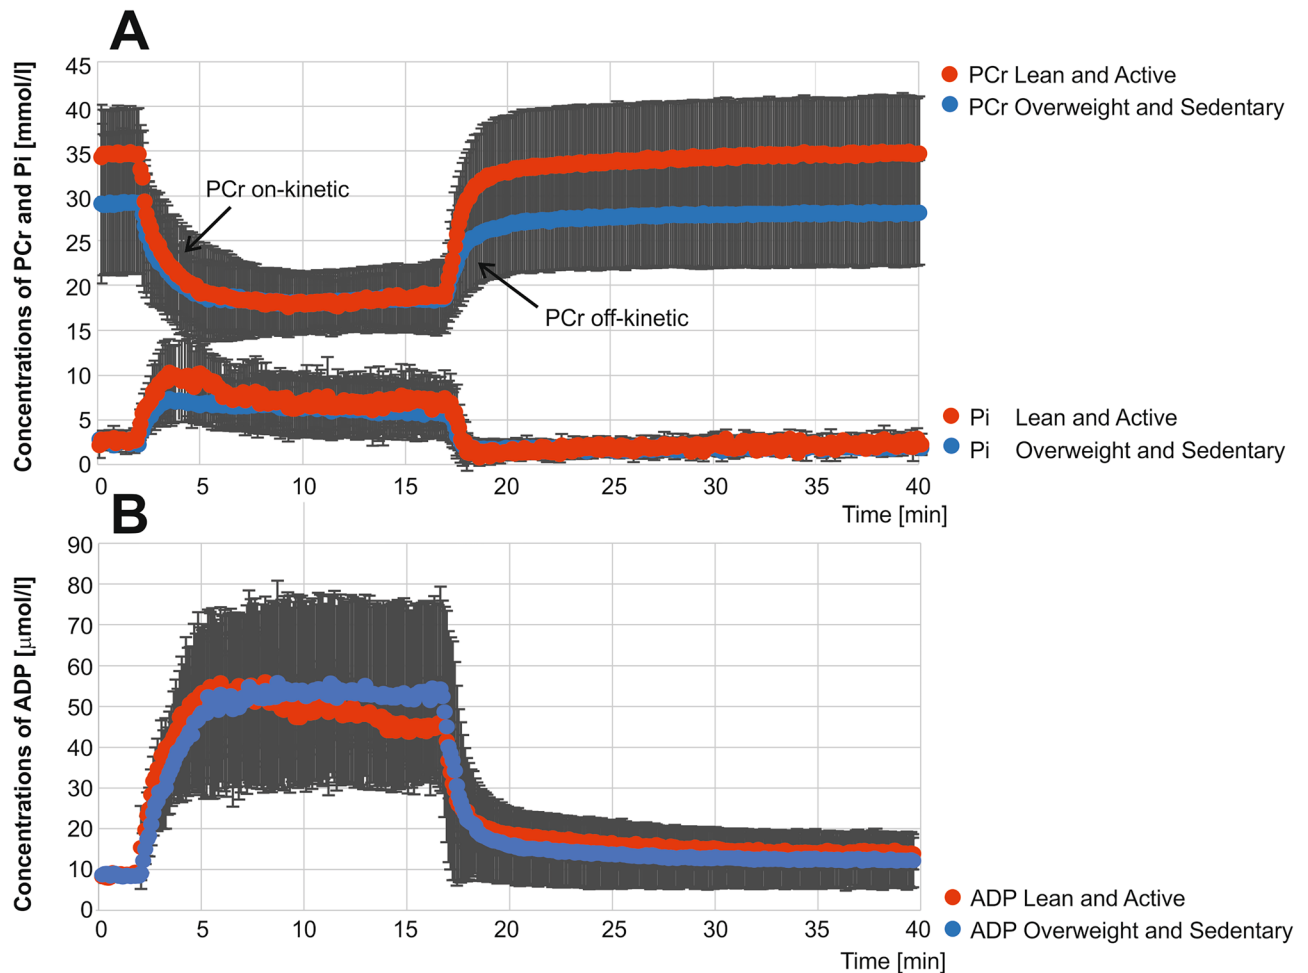 A
Concentrations of PCr and Pi [mmol/l]
45
40
35
30
25
20
15
10
5
0
PCr on-kinetic
PCr off-kinetic
PCr Lean and Active
PCr Overweight and Sedentary
Pi Lean and Active
Pi Overweight and Sedentary
0 5 10 15 20 25 30 35 40
Time [min]
B
Concentrations of ADP [μmol/l]
90
80
70
60
50
40
30
20
10
0
ADP Lean and Active
ADP Overweight and Sedentary
0 5 10 15 20 25 30 35 40
Time [min]